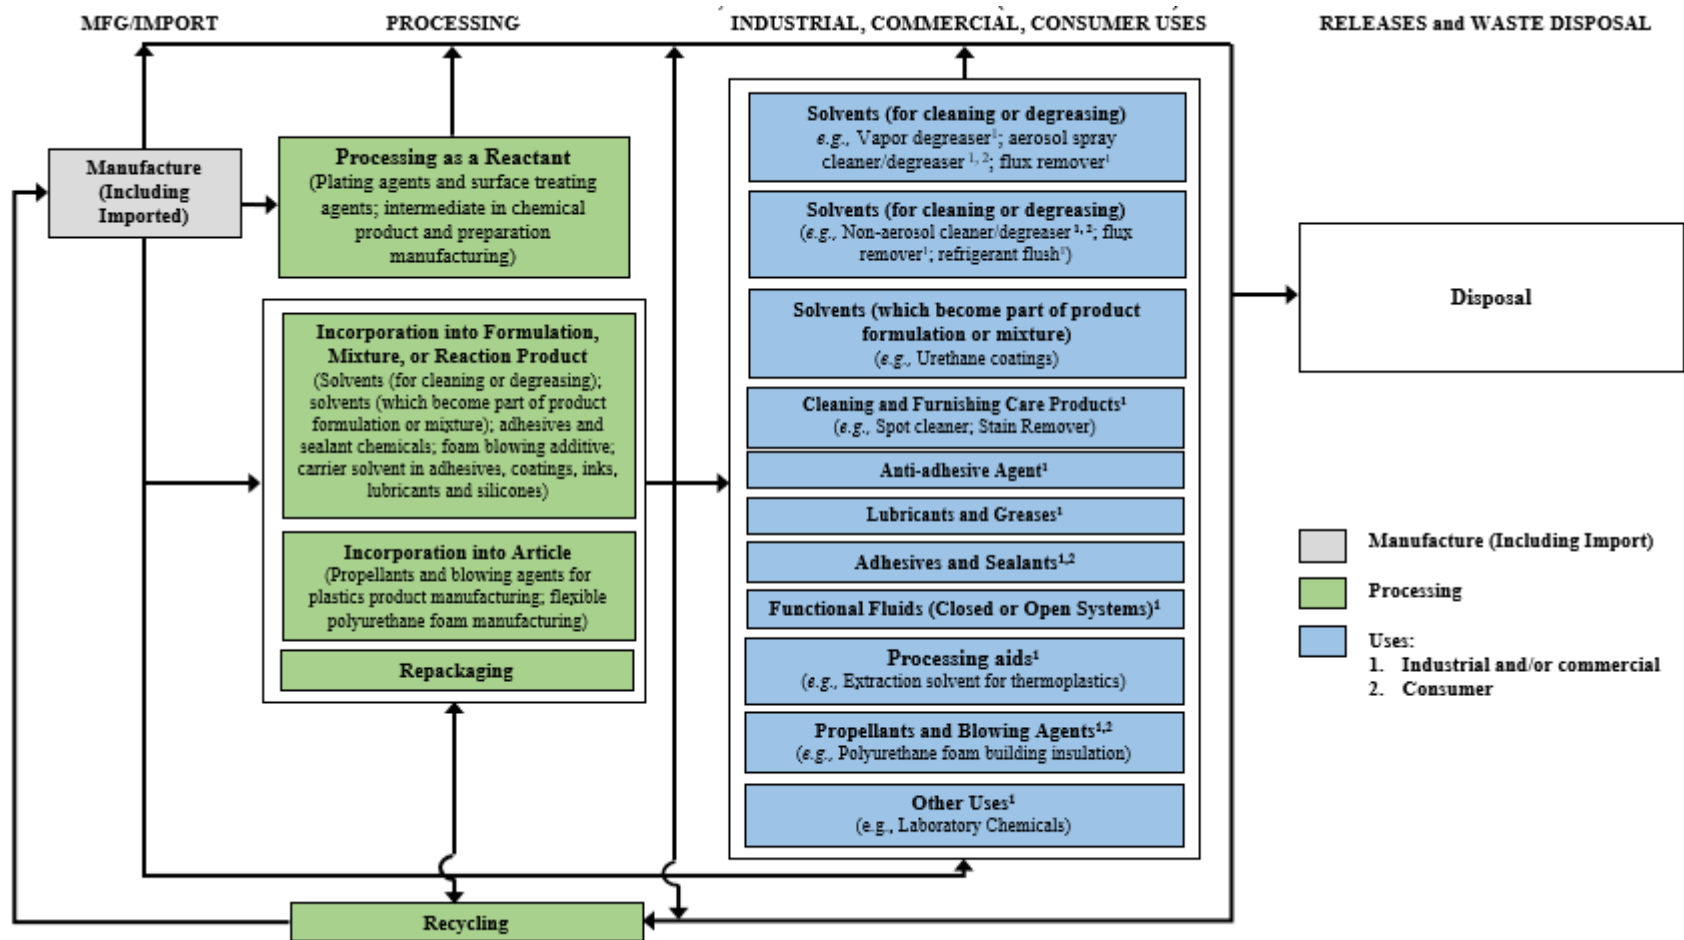 MFG/IMPORT
PROCESSING
INDUSTRIAL, COMMERCIAL, CONSUMER USES
RELEASES and WASTE DISPOSAL
Manufacture
(Including
Imported)
Processing as a Reactant
(Plating agents and surface treating
agents; intermediate in chemical
product and preparation
manufacturing)
Incorporation into Formulation,
Mixture, or Reaction Product
(Solvents (for cleaning or degreasing);
solvents (which become part of product
formulation or mixture); adhesives and
sealant chemicals; foam blowing additive;
carrier solvent in adhesives, coatings, inks,
lubricants and silicones)
Incorporation into Article
(Propellants and blowing agents for
plastics product manufacturing; flexible
polyurethane foam manufacturing)
Repackaging
Recycling
Solvents (for cleaning or degreasing)
e.g., Vapor degreaser¹; aerosol spray
cleaner/degreaser ¹, ²; flux remover¹
Solvents (for cleaning or degreasing)
(e.g., Non-aerosol cleaner/degreaser ¹, ²; flux
remover¹; refrigerant flush¹)
Solvents (which become part of product
formulation or mixture)
(e.g., Urethane coatings)
Cleaning and Furnishing Care Products¹
(e.g., Spot cleaner; Stain Remover)
Anti-adhesive Agent¹
Lubricants and Greases¹
Adhesives and Sealants¹,²
Functional Fluids (Closed or Open Systems)¹
Processing aids¹
(e.g., Extraction solvent for thermoplastics)
Propellants and Blowing Agents¹,²
(e.g., Polyurethane foam building insulation)
Other Uses¹
(e.g., Laboratory Chemicals)
Disposal
Manufacture (Including Import)
Processing
Uses:
1. Industrial and/or commercial
2. Consumer